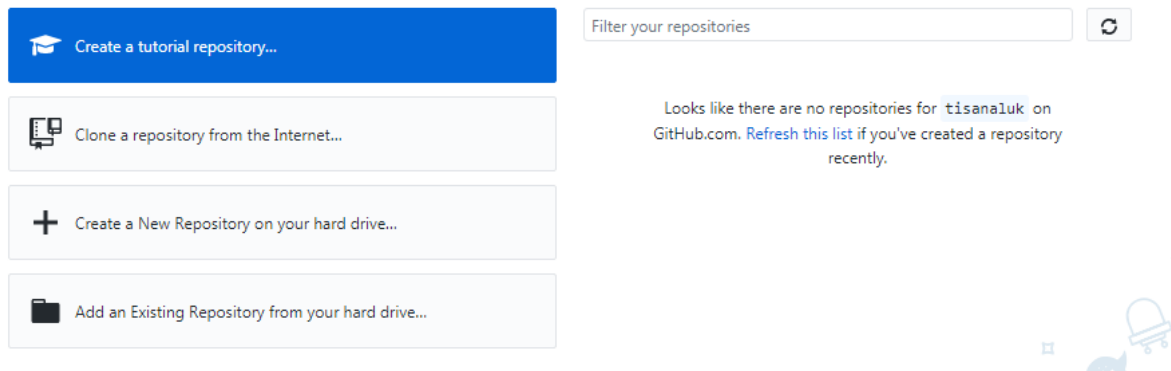 Create a tutorial repository...
Clone a repository from the Internet...
Create a New Repository on your hard drive...
Add an Existing Repository from your hard drive...
Filter your repositories
Looks like there are no repositories for tisanaluk on
GitHub.com. Refresh this list if you've created a repository
recently.